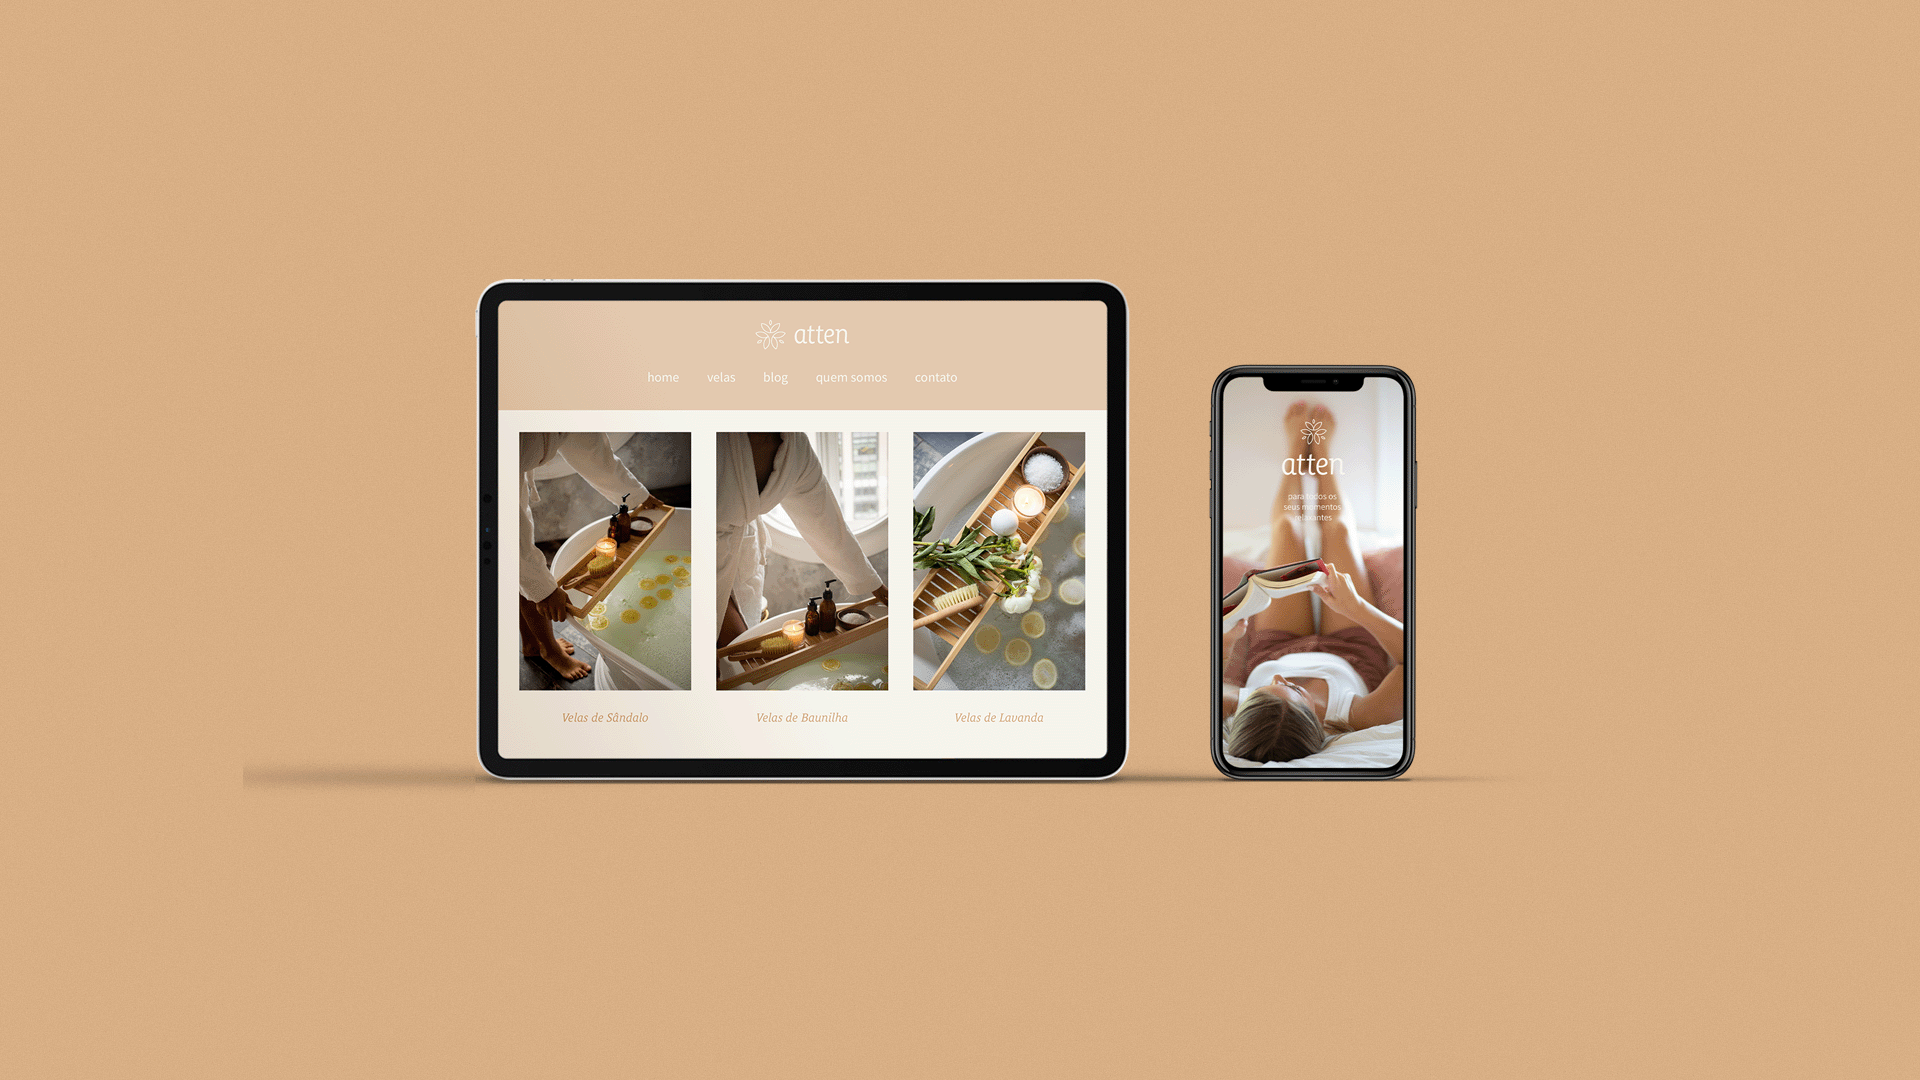 atten
home velas blog quem somos contato
Velas de Sândalo Velas de Baunilha Velas de Lavanda
atten
para todos os
seus momentos
relaxantes